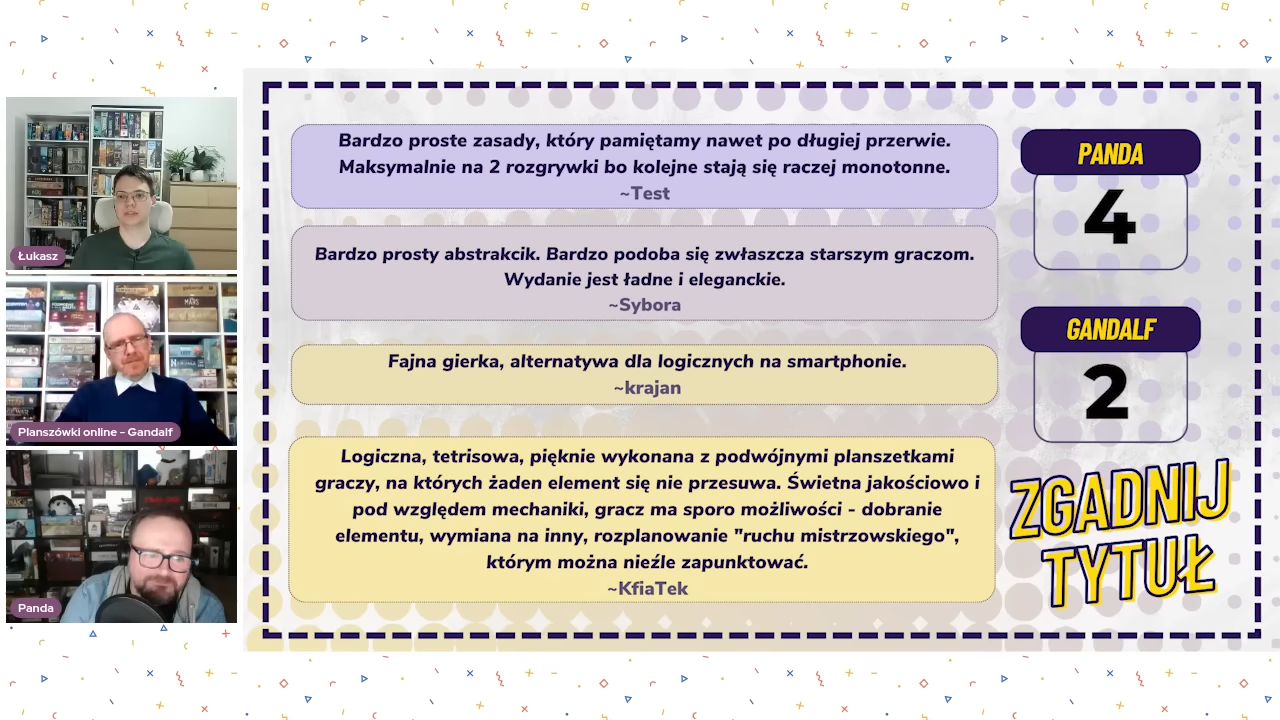 Łukasz
Planszówki online - Gandalf
Panda
Bardzo proste zasady, który pamiętamy nawet po długiej przerwie.
Maksymalnie na 2 rozgrywki bo kolejne stają się raczej monotonne.
~Test
Bardzo prosty abstrakcik. Bardzo podoba się zwłaszcza starszym graczom.
Wydanie jest ładne i eleganckie.
~Sybora
Fajna gierka, alternatywa dla logicznych na smartphonie.
~krajan
Logiczna, tetrisowa, pięknie wykonana z podwójnymi planszetkami
graczy, na których żaden element się nie przesuwa. Świetna jakościowo i
pod względem mechaniki, gracz ma sporo możliwości - dobranie
elementu, wymiana na inny, rozplanowanie "ruchu mistrzowskiego",
którym można nieźle zapunktować.
~KfiaTek
PANDA
4
GANDALF
2
ZGADNIJ
TYTUŁ
MARS